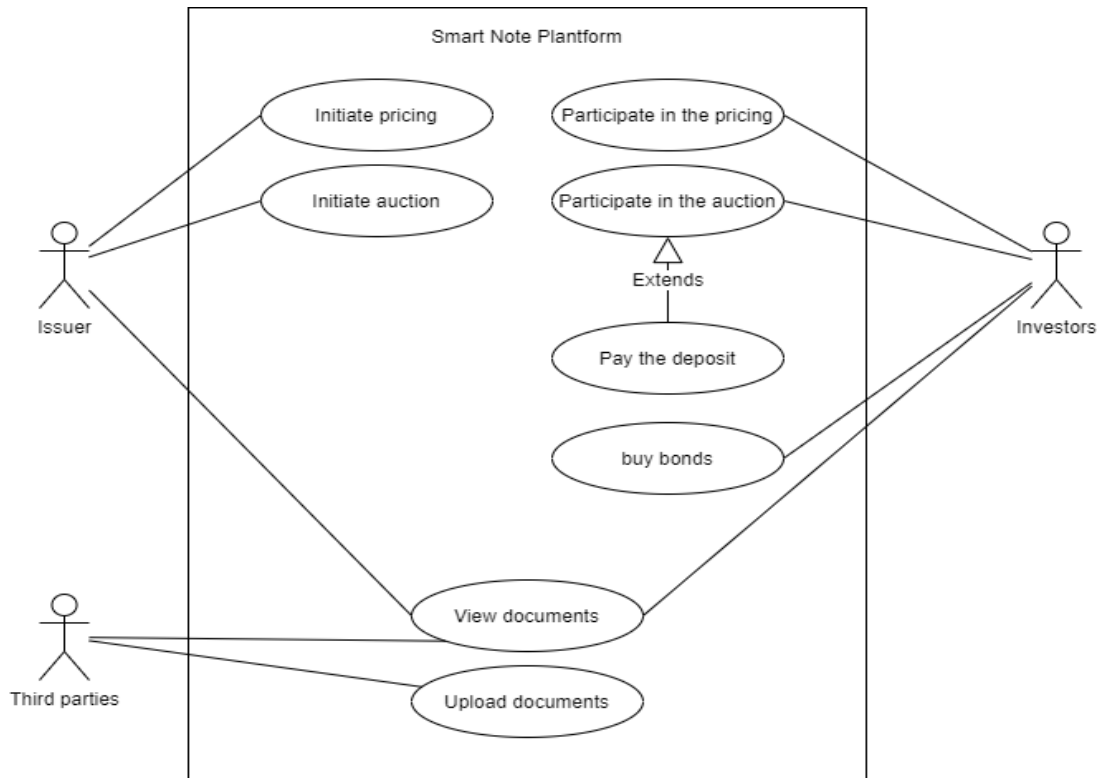 Smart Note Plantform
Initiate pricing
Participate in the pricing
Initiate auction
Participate in the auction
Extends
Issuer
Investors
Pay the deposit
buy bonds
View documents
Third parties
Upload documents